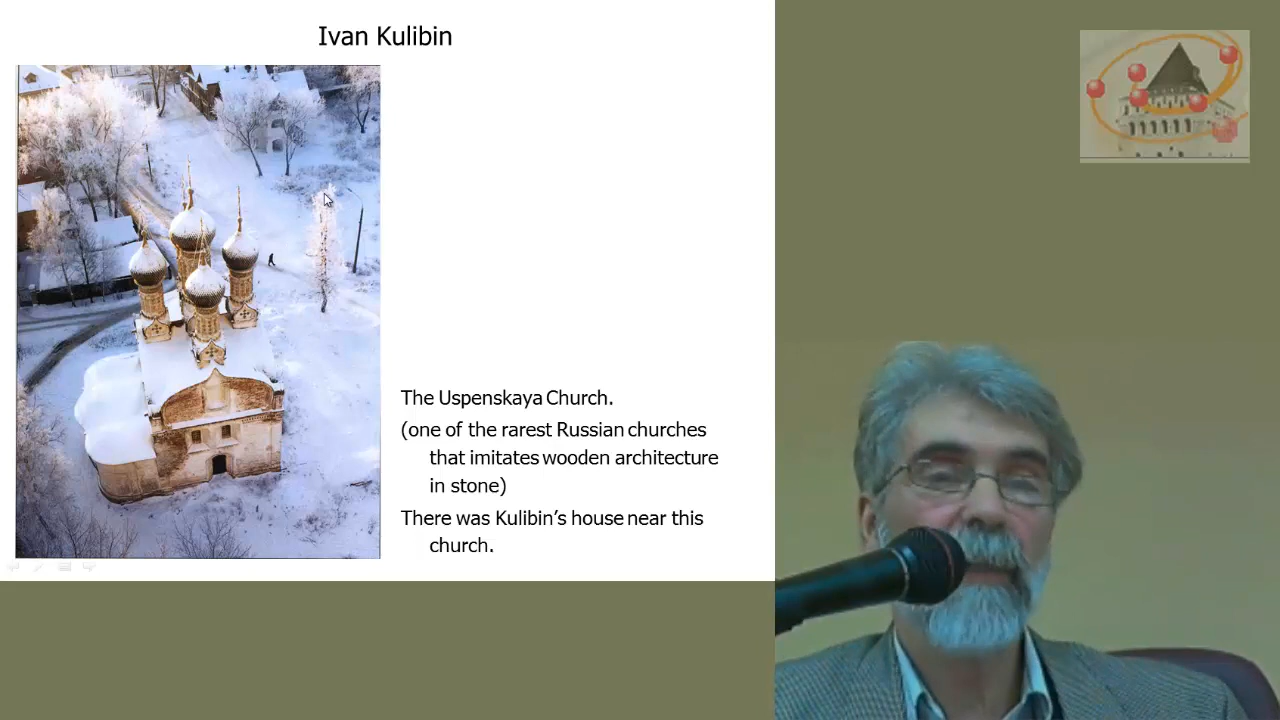 Ivan Kulibin
The Uspenskaya Church.
(one of the rarest Russian churches
that imitates wooden architecture
in stone)
There was Kulibin’s house near this
church.